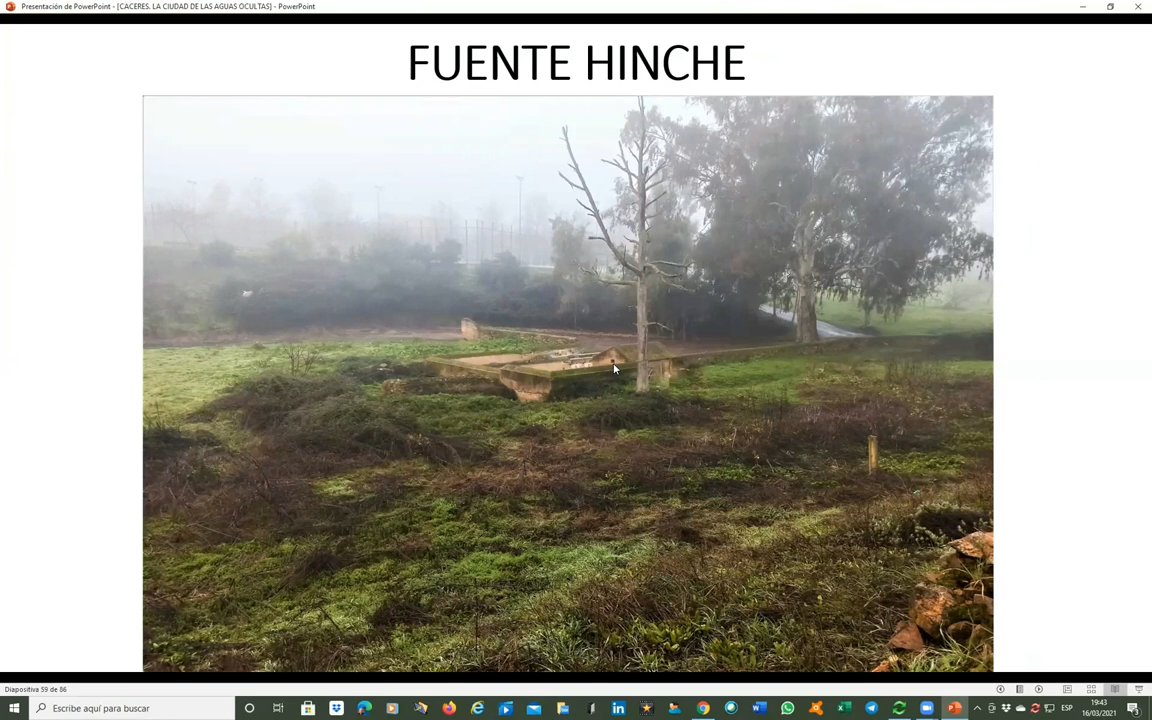 Presentación de PowerPoint - [CACERES. LA CIUDAD DE LAS AGUAS OCULTAS] - PowerPoint
FUENTE HINCHE
Diapositiva 59 de 86
Escribe aquí para buscar
ESP
19:43
16/03/2021